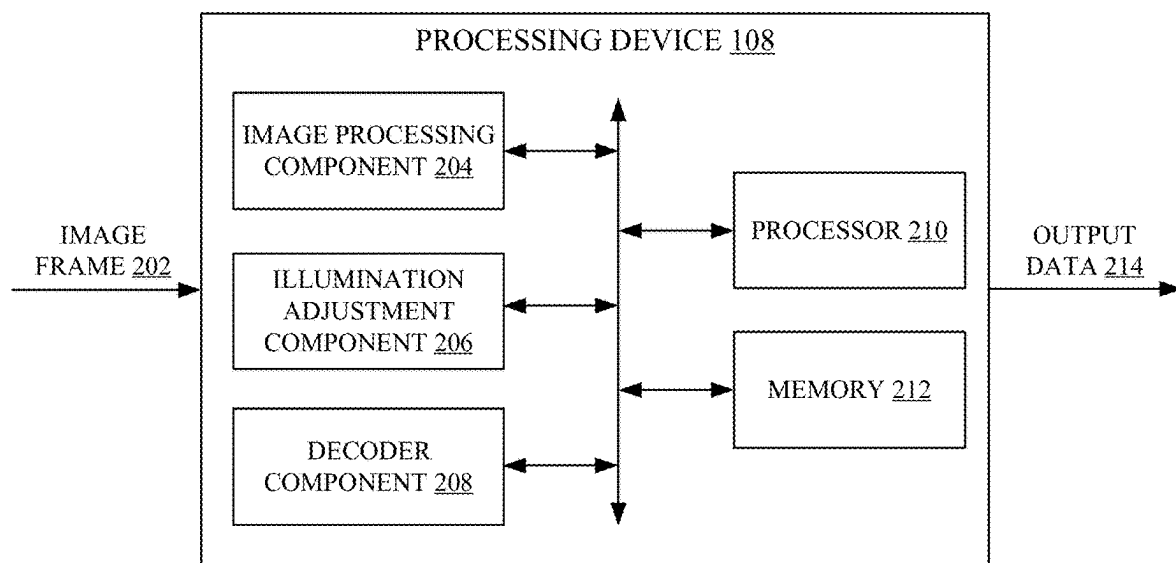 PROCESSING DEVICE 108
IMAGE PROCESSING
COMPONENT 204
IMAGE
FRAME 202
ILLUMINATION
ADJUSTMENT
COMPONENT 206
DECODER
COMPONENT 208
PROCESSOR 210
MEMORY 212
OUTPUT
DATA 214